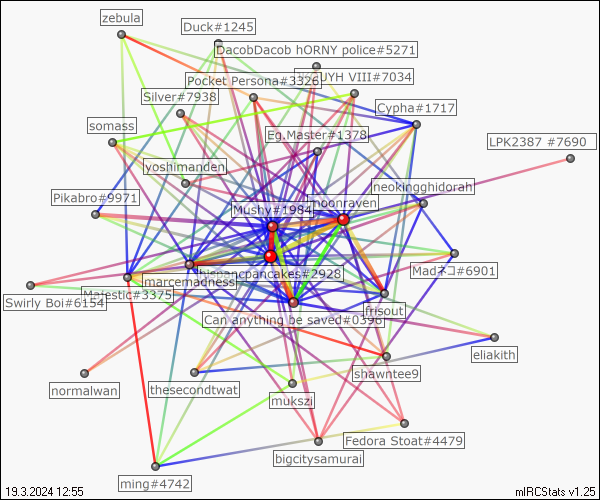 zebula
Duck#1245
DacobDacob hORNY police#5271
UYH VIII#7034
Pocket Persona#3326
Silver#7938
Cypha#1717
somass
Eg.Master#1378
LPK2387 #7690
yoshimanden
neokingghidorah
Pikabro#9971
Mushy#1984
noonraven
Madネコ#6901
hispancpancakes#2928
marcemadness
Majestic#3375
Swirly Boi#6154
frisout
Can anything be saved#0398
eliakith
shawntee9
normalwan
thesecondtwat
mukszi
Fedora Stoat#4479
bigcitysamurai
ming#4742
19.3.2024 12:55
mIRCStats v1.25